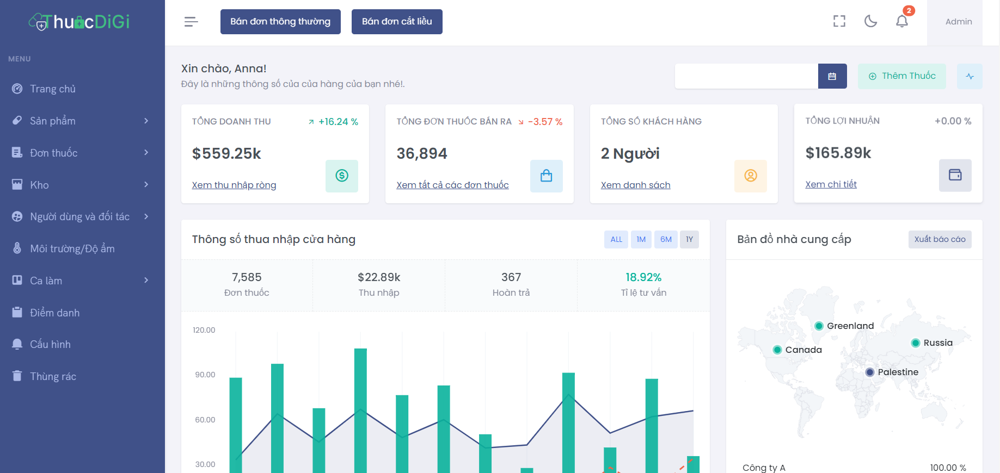 ThuốcDiGi
Bán đơn thông thường
Bán đơn cắt liều
2
Admin
MENU
Trang chủ
Sản phẩm
Đơn thuốc
Kho
Người dùng và đối tác
Môi trường/Độ ẩm
Ca làm
Điểm danh
Cấu hình
Thùng rác
Xin chào, Anna!
Đây là những thông số của của hàng của bạn nhé!.
Thêm Thuốc
TỔNG DOANH THU
+16.24 %
$559.25k
Xem thu nhập ròng
TỔNG ĐƠN THUỐC BÁN RA
-3.57 %
36,894
Xem tất cả các đơn thuốc
TỔNG SỐ KHÁCH HÀNG
2 Người
Xem danh sách
TỔNG LỢI NHUẬN
+0.00 %
$165.89k
Xem chi tiết
Thông số thua nhập cửa hàng
ALL
1M
6M
1Y
7,585
Đơn thuốc
$22.89k
Thu nhập
367
Hoàn trả
18.92%
Tỉ lệ tư vấn
120.00
90.00
60.00
30.00
Bản đồ nhà cung cấp
Xuất báo cáo
Greenland
Canada
Russia
Palestine
Công ty A
100.00 %